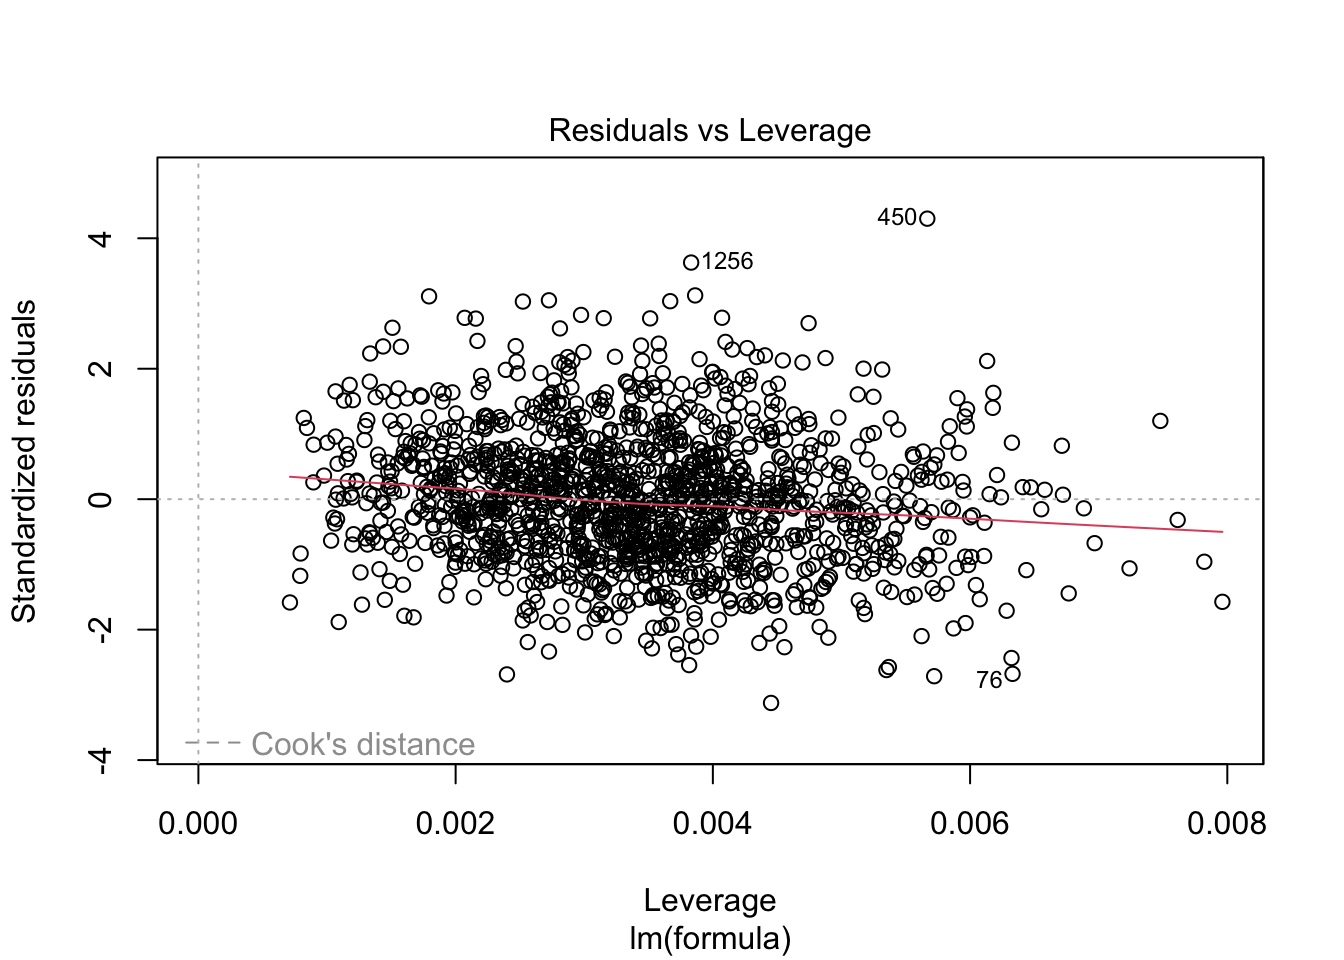 Residuals vs Leverage
Standardized residuals
4
2
0
-2
-4
450
1256
76
Cook's distance
0.000 0.002 0.004 0.006 0.008
Leverage
lm(formula)